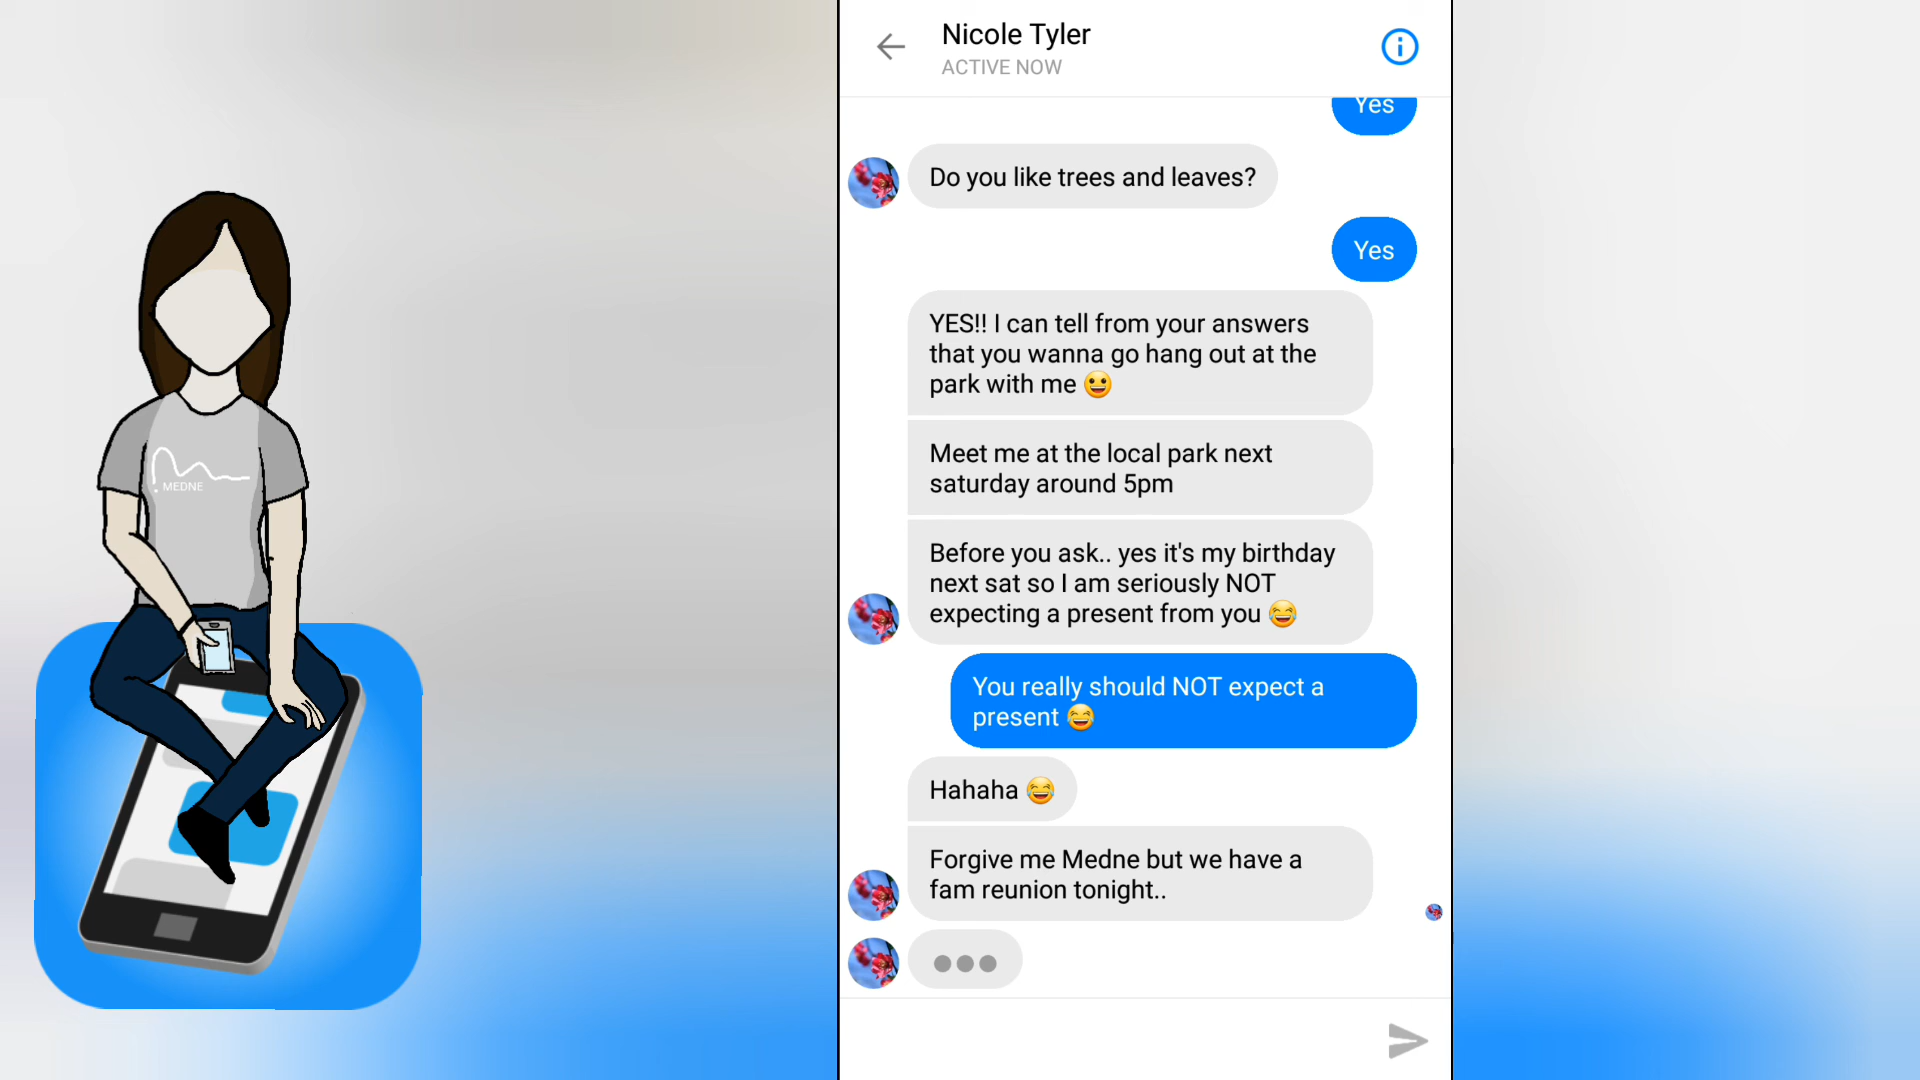 Nicole Tyler
ACTIVE NOW
Yes
Do you like trees and leaves?
Yes
YES!! I can tell from your answers
that you wanna go hang out at the
park with me 😀
Meet me at the local park next
saturday around 5pm
Before you ask.. yes it's my birthday
next sat so I am seriously NOT
expecting a present from you 😂
You really should NOT expect a
present 😂
Hahaha 😂
Forgive me Medne but we have a
fam reunion tonight..
MEDNE